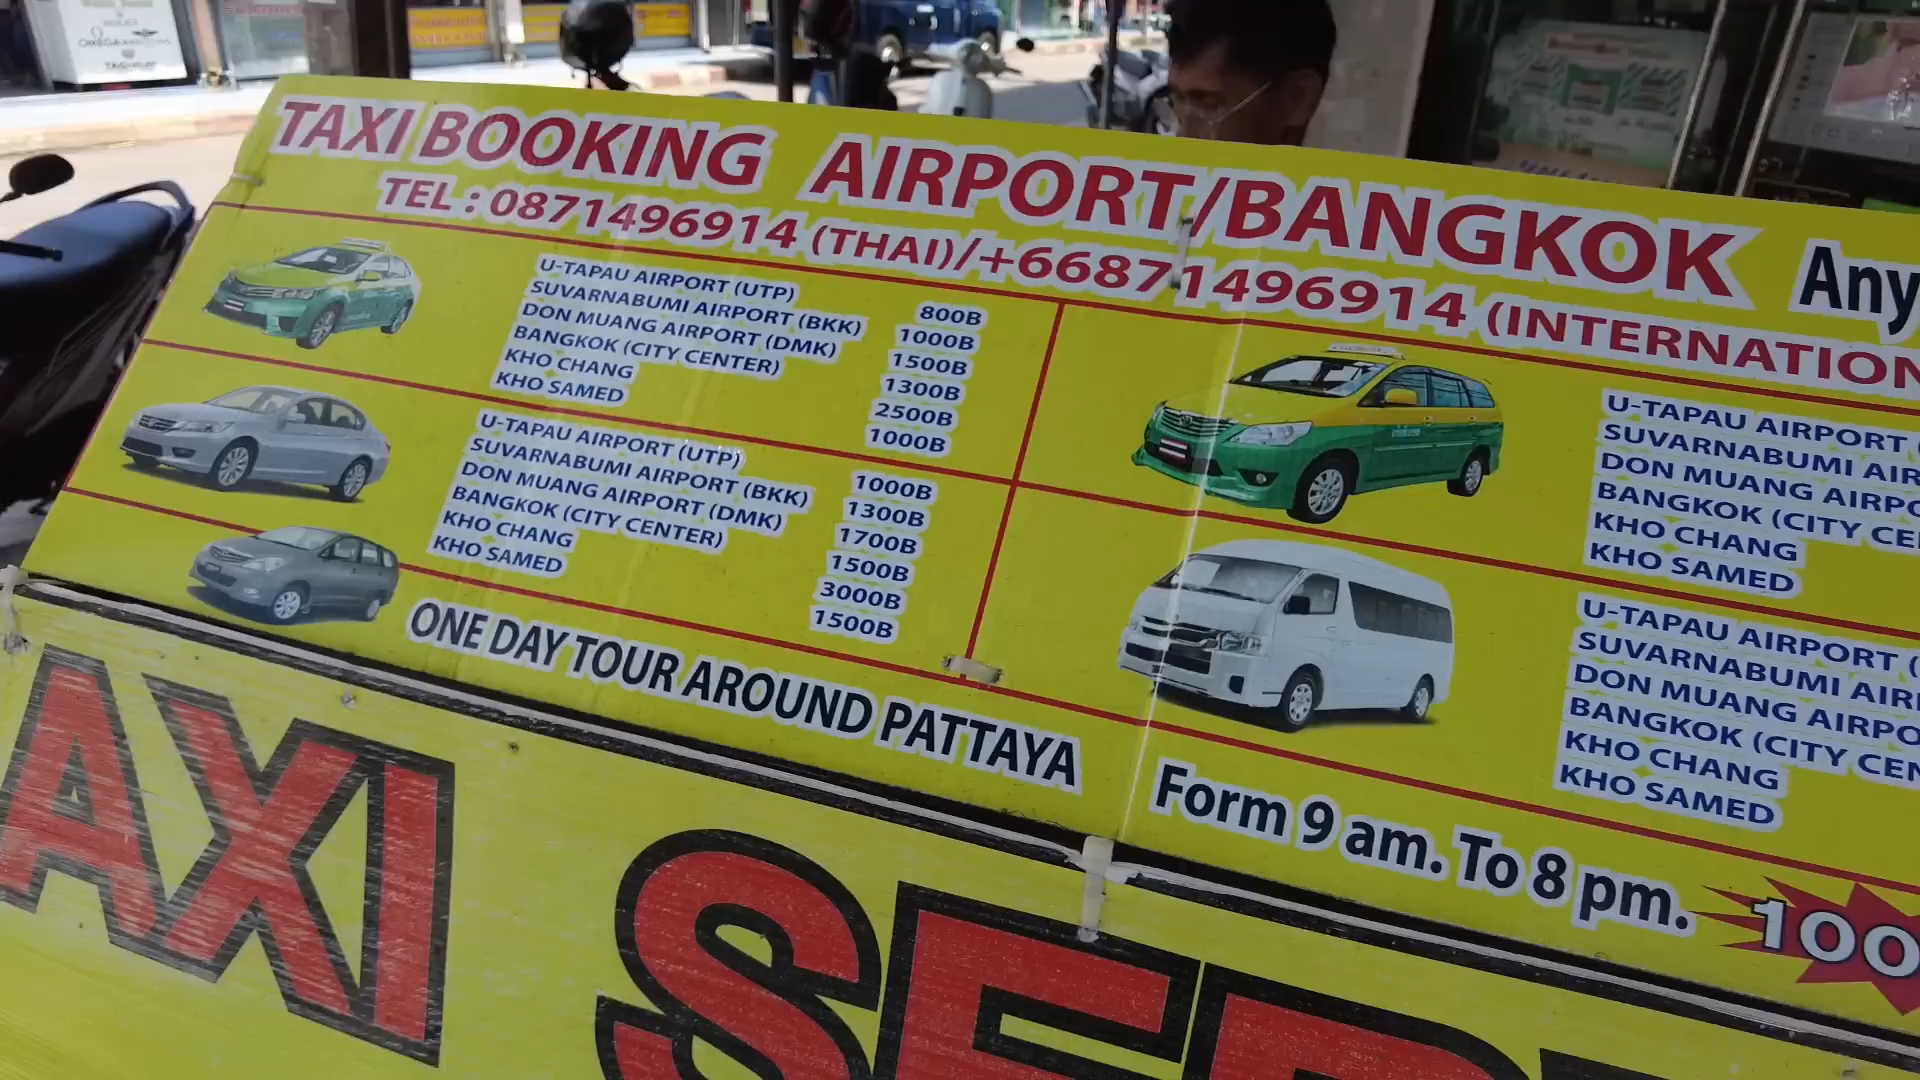 TAXI BOOKING AIRPORT/BANGKOK Any
TEL : 0871496914 (THAI)/+66871496914 (INTERNATION
U-TAPAU AIRPORT (UTP) 800B
SUVARNABUMI AIRPORT (BKK) 1000B
DON MUANG AIRPORT (DMK) 1500B
BANGKOK (CITY CENTER) 1300B
KHO CHANG 2500B
KHO SAMED 1000B
U-TAPAU AIRPORT (UTP) 1000B
SUVARNABUMI AIRPORT (BKK) 1300B
DON MUANG AIRPORT (DMK) 1700B
BANGKOK (CITY CENTER) 1500B
KHO CHANG 3000B
KHO SAMED 1500B
U-TAPAU AIRPORT (
SUVARNABUMI AIR
DON MUANG AIRPO
BANGKOK (CITY CE
KHO CHANG
KHO SAMED
U-TAPAU AIRPORT (
SUVARNABUMI AIR
DON MUANG AIRPO
BANGKOK (CITY CEN
KHO CHANG
KHO SAMED
ONE DAY TOUR AROUND PATTAYA Form 9 am. To 8 pm. 100
AXI SER
OMEGA
TAGHeuer